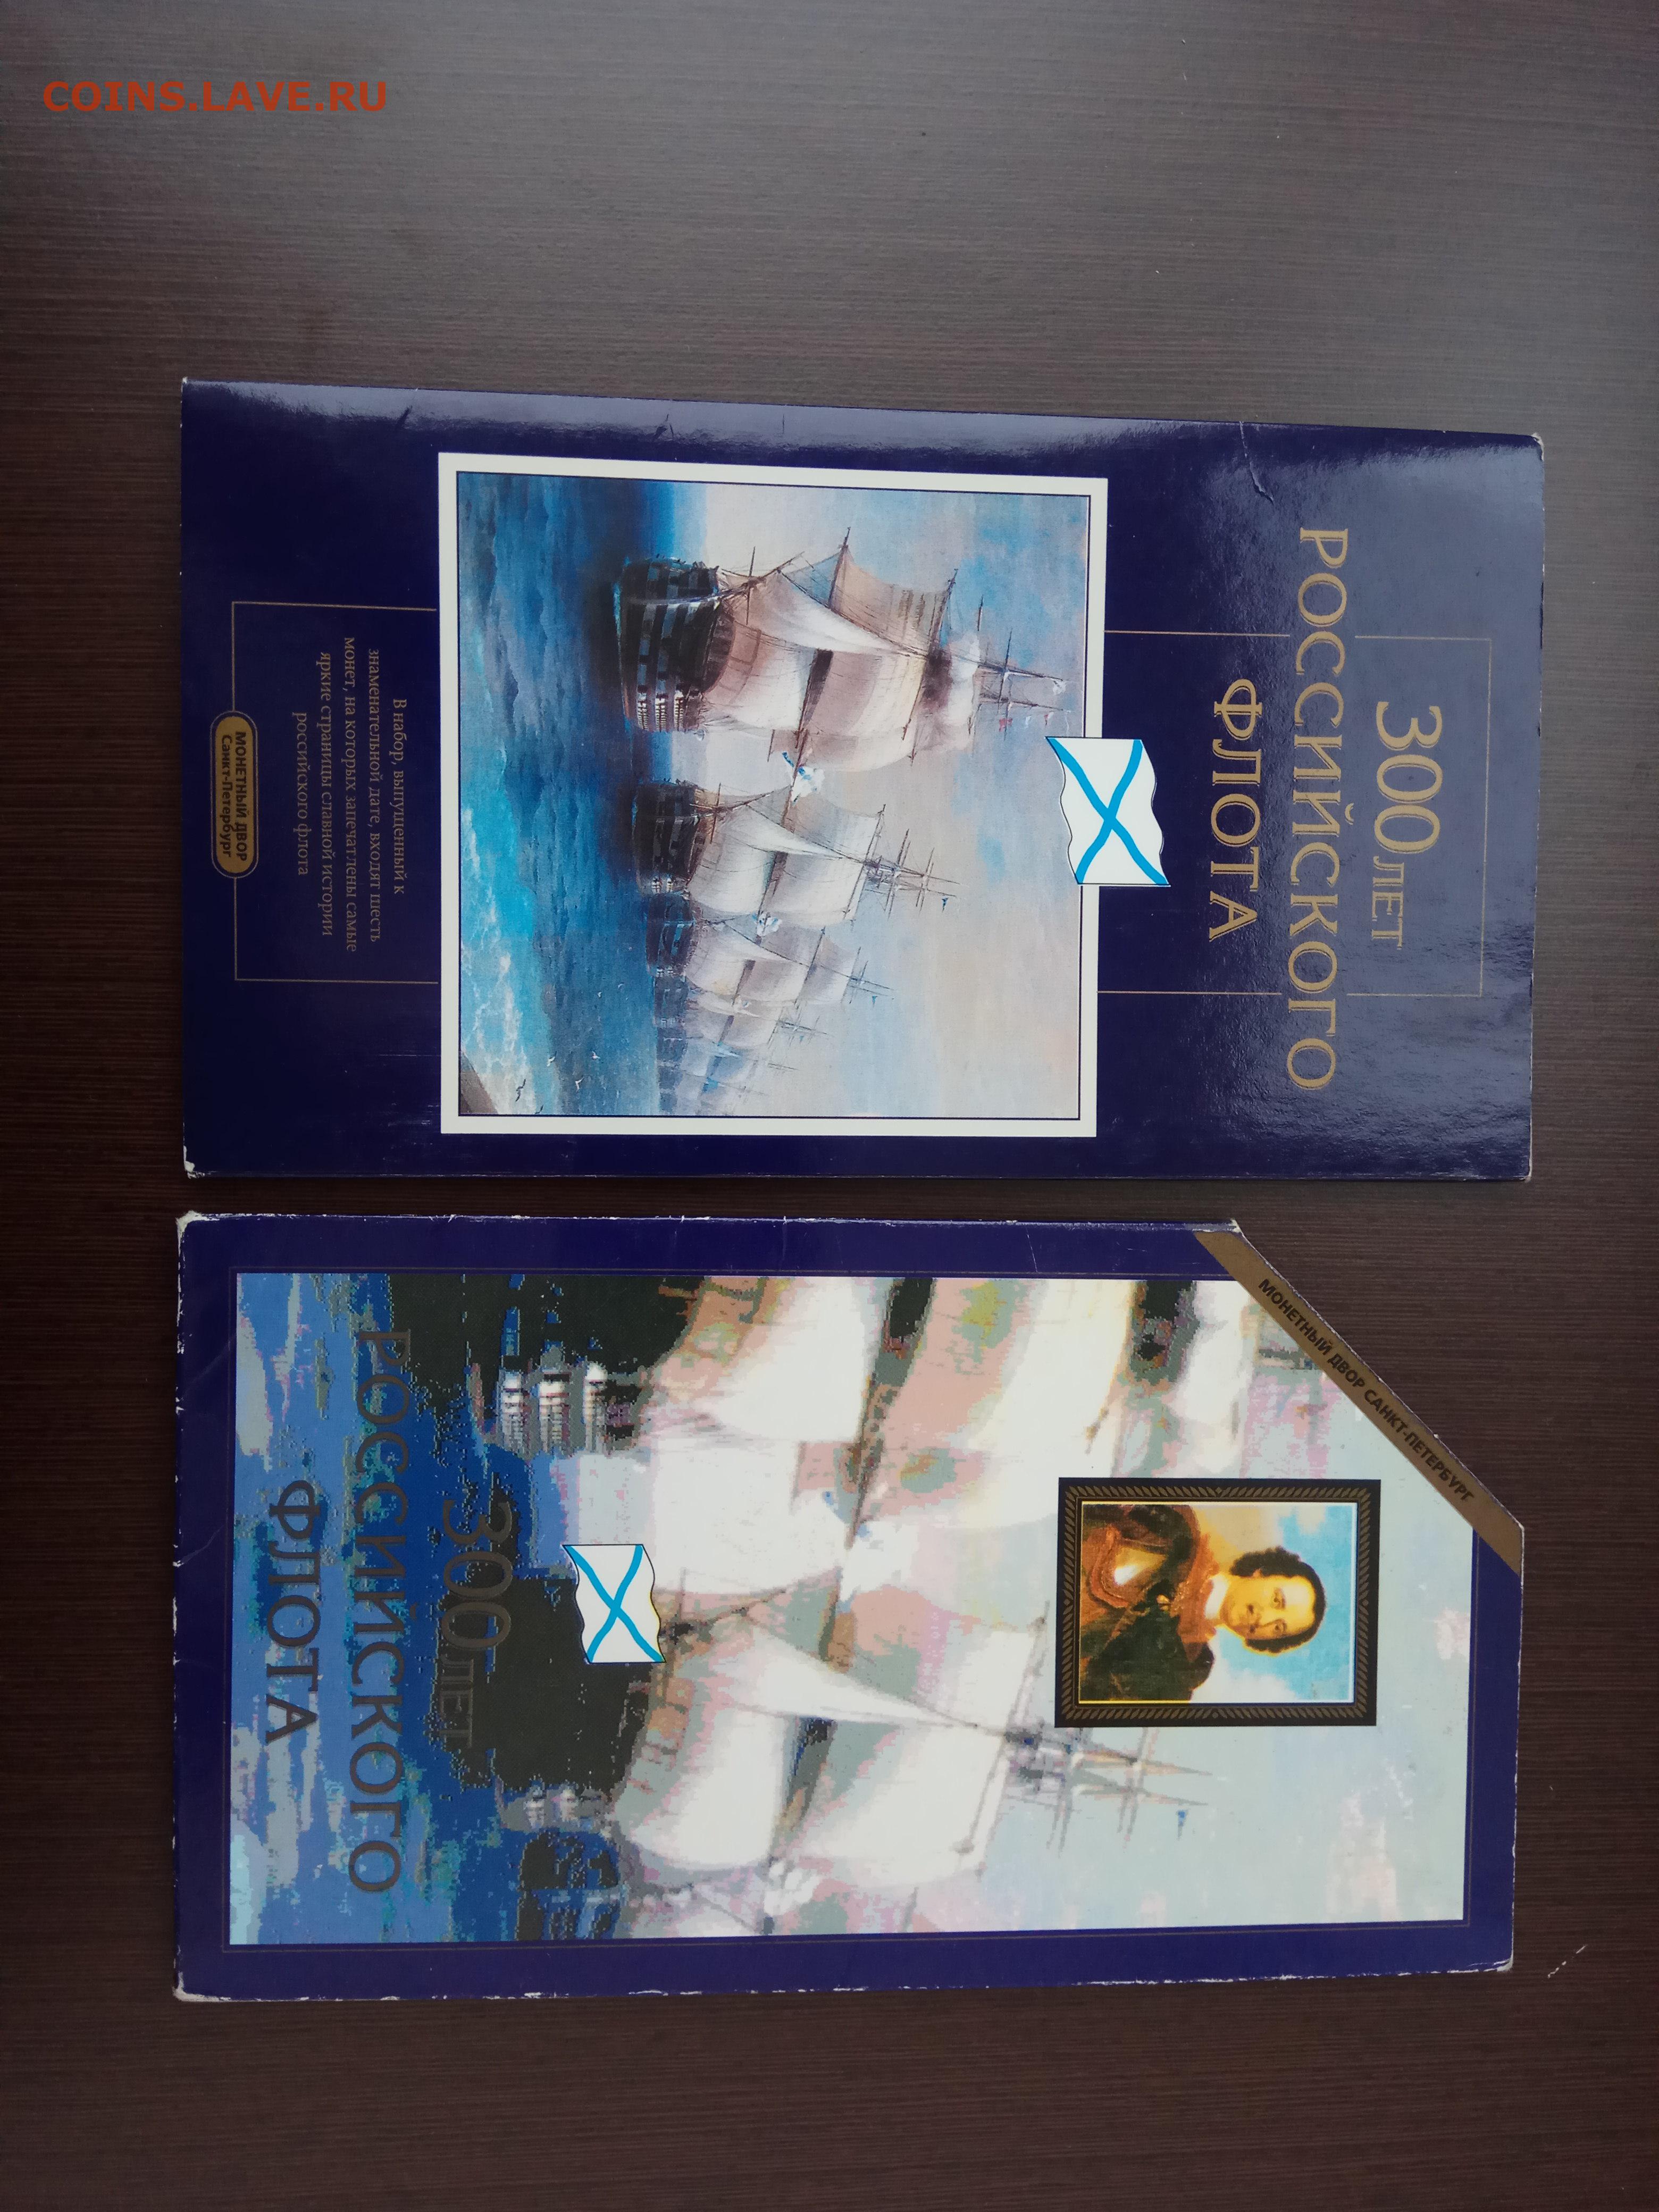 COINS.LAVE.RU
300 ЛЕТ
РОССИЙСКОГО
ФЛОТА
В набор, выпущенный к
знаменательной дате, входят шесть
монет, на которых запечатлены самые
яркие страницы славной истории
российского флота
МОНЕТНЫЙ ДВОР
Санкт-Петербург
МОНЕТНЫЙ ДВОР САНКТ-ПЕТЕРБУРГ
300 ЛЕТ
РОССИЙСКОГО
ФЛОТА